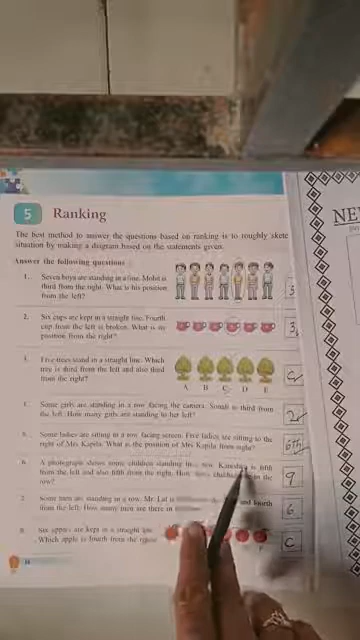 5 Ranking
NE
The best method to answer the questions based on ranking is to roughly skete
situation by making a diagram based on the statements given.
Answer the following questions
1. Seven boys are standing in a line. Mohit is
third from the right. What is his position
from the left?
5
2. Six cups are kept in a straight line. Fourth
cup from the left is broken. What is its
position from the right?
3
3. Five trees stand in a straight line. Which
tree is third from the left and also third
from the right?
A B C D E
C
4. Some girls are standing in a row facing the camera. Sonali is third from
the left. How many girls are standing to her left?
2
5. Some ladies are sitting in a row facing screen. Five ladies are sitting to the
right of Mrs Kapila. What is the position of Mrs Kapila from right?
6th
6. A photograph shows some children standing in a row. is fifth
from the left and also fifth from the right. How in the
row?
9
7. Some men are standing in a row. Mr. Lal is and fourth
from the left. How many men are there in
6
8. Six apples are kept in a straight line
Which apple is fourth from the right
F
C